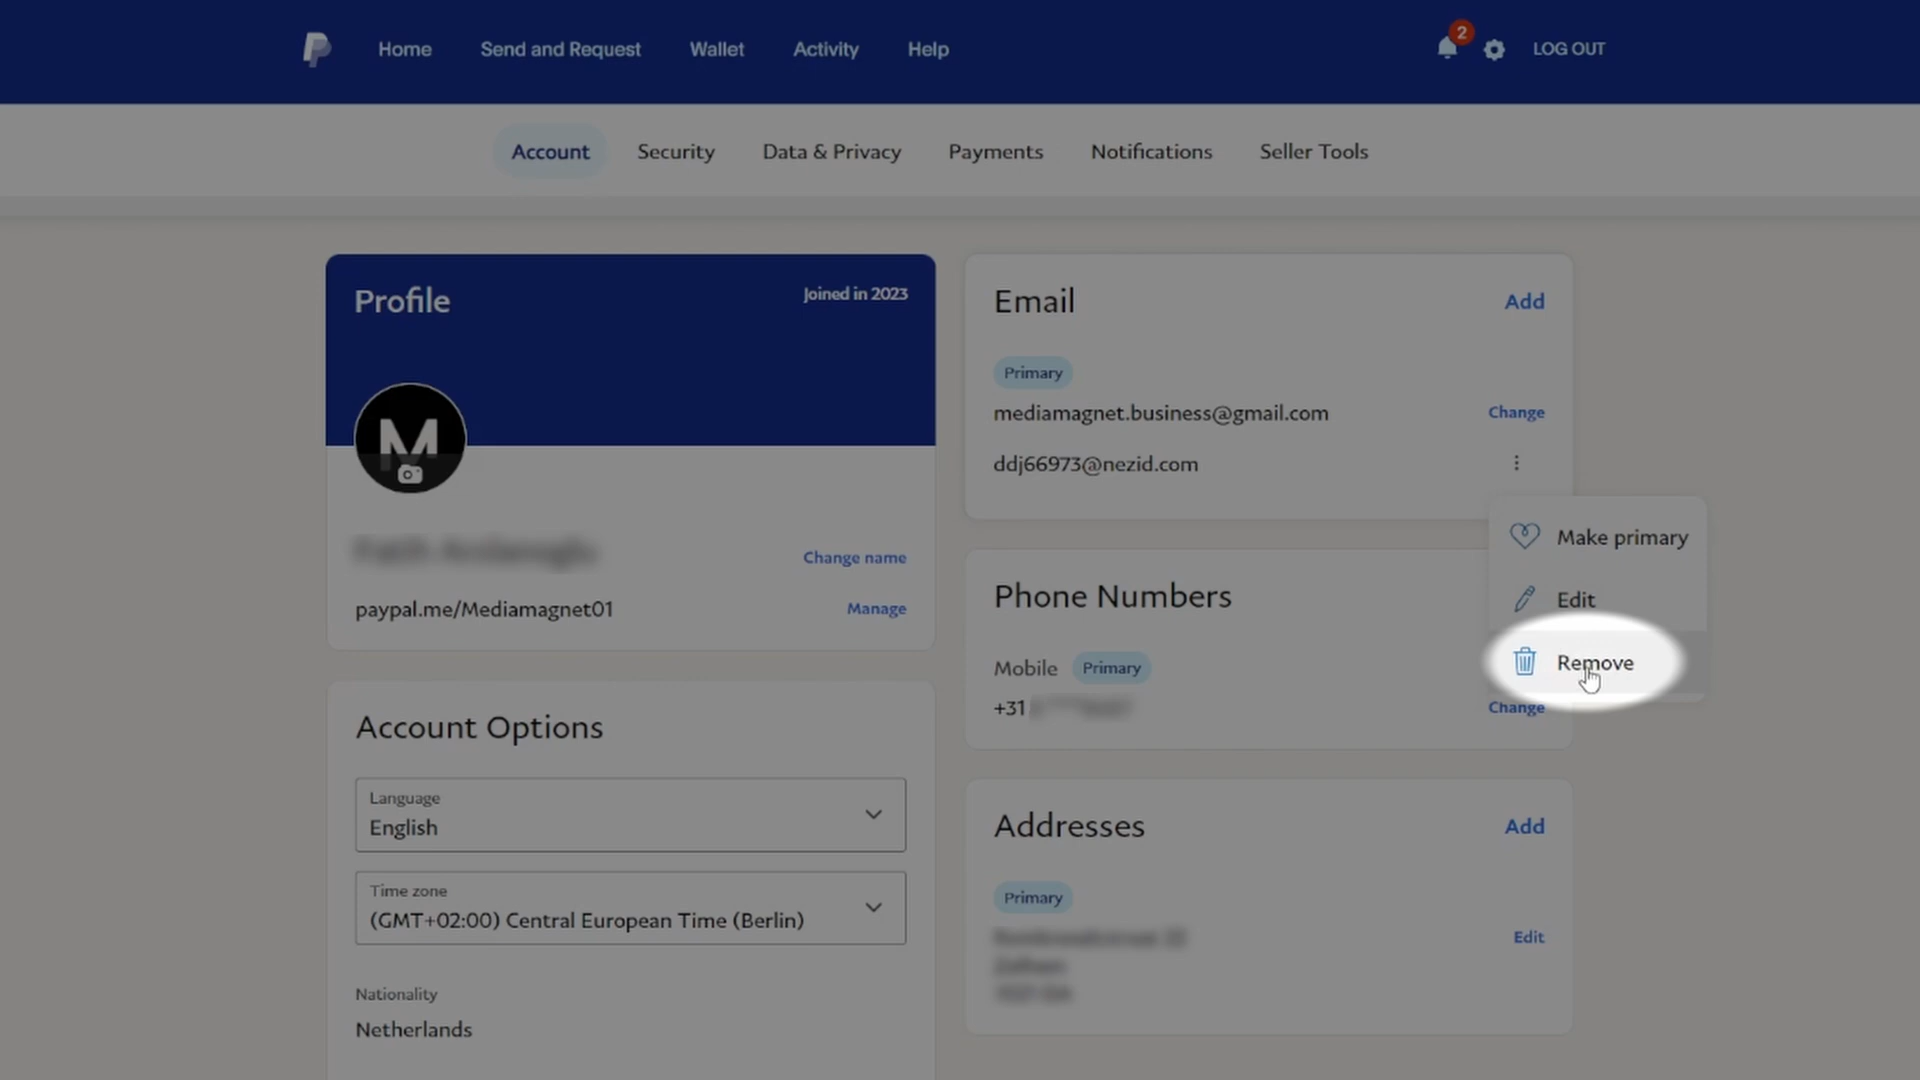 Home Send and Request Wallet Activity Help 2 LOG OUT
Account Security Data & Privacy Payments Notifications Seller Tools
Profile
Joined in 2023
M
Change name
paypal.me/Mediamagnet01 Manage
Account Options
Language
English
Time zone
(GMT+02:00) Central European Time (Berlin)
Nationality
Netherlands
Email Add
Primary
mediamagnet.business@gmail.com Change
ddj66973@nezid.com
Make primary
Edit
Remove
Phone Numbers
Mobile Primary
+31
Change
Addresses Add
Primary
Edit